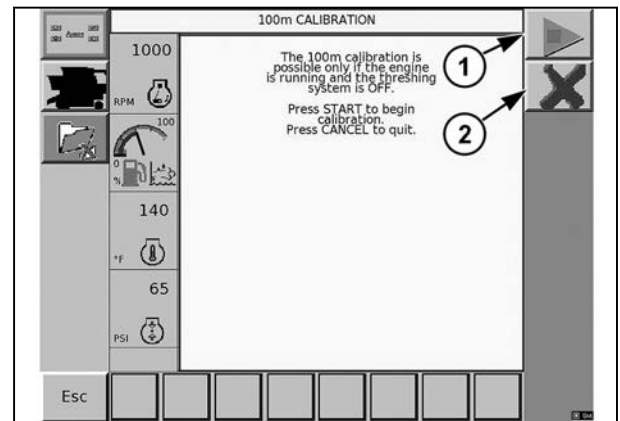 100m CALIBRATION
1000
RPM
100
0
%
140
°F
65
PSI
The 100m calibration is
possible only if the engine
is running and the threshing
system is OFF.
Press START to begin
calibration.
Press CANCEL to quit.
1
2
Esc